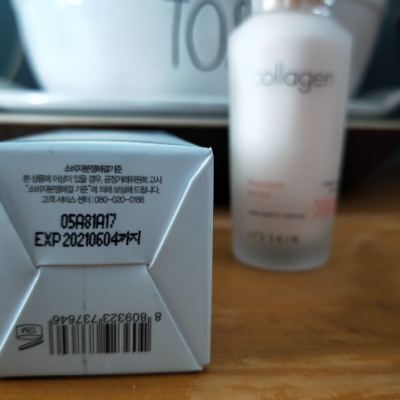 TO
collagen
소비자분쟁해결기준
본 상품에 이상이 있을 경우, 공정거래위원회 고시
"소비자분쟁해결 기준"에 의해 보상해 드립니다.
고객 서비스 센터 : 080-020-0186
05A81A17
EXP 20210604까지
12M
8 809323 737646
IT'S SKIN